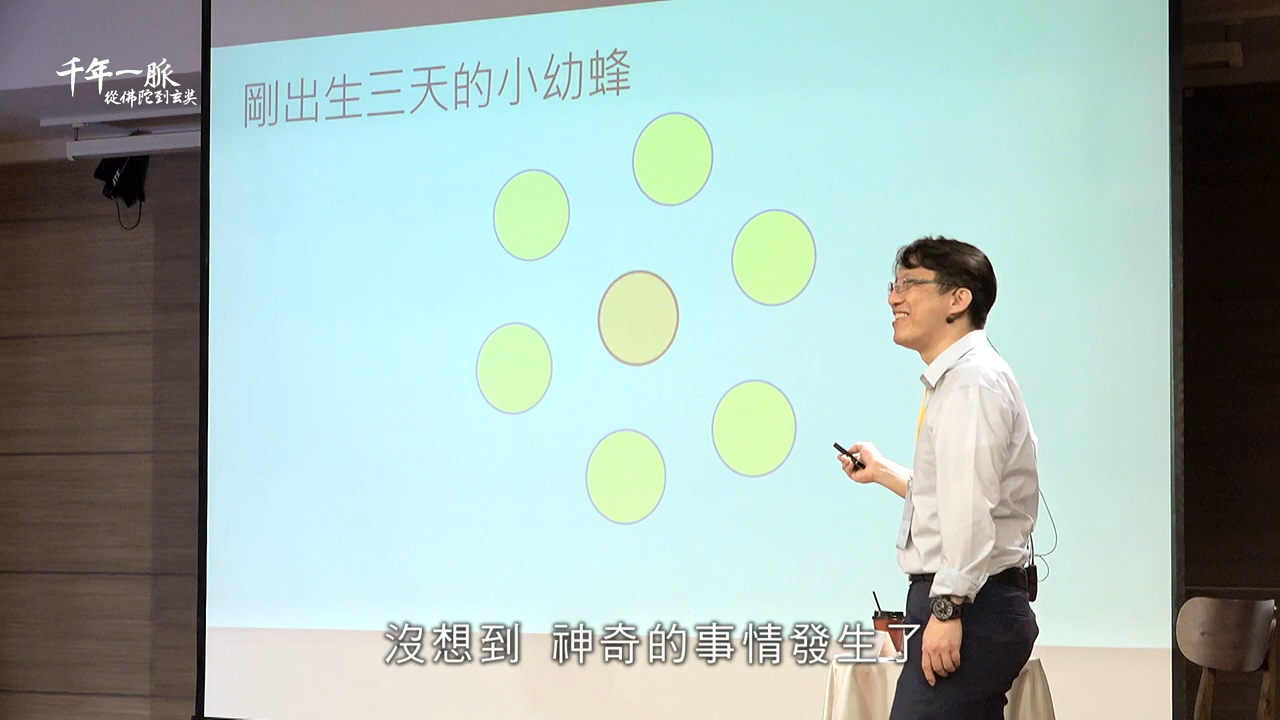 千年一脈
從佛陀到玄奘
剛出生三天的小幼蜂
沒想到 神奇的事情發生了